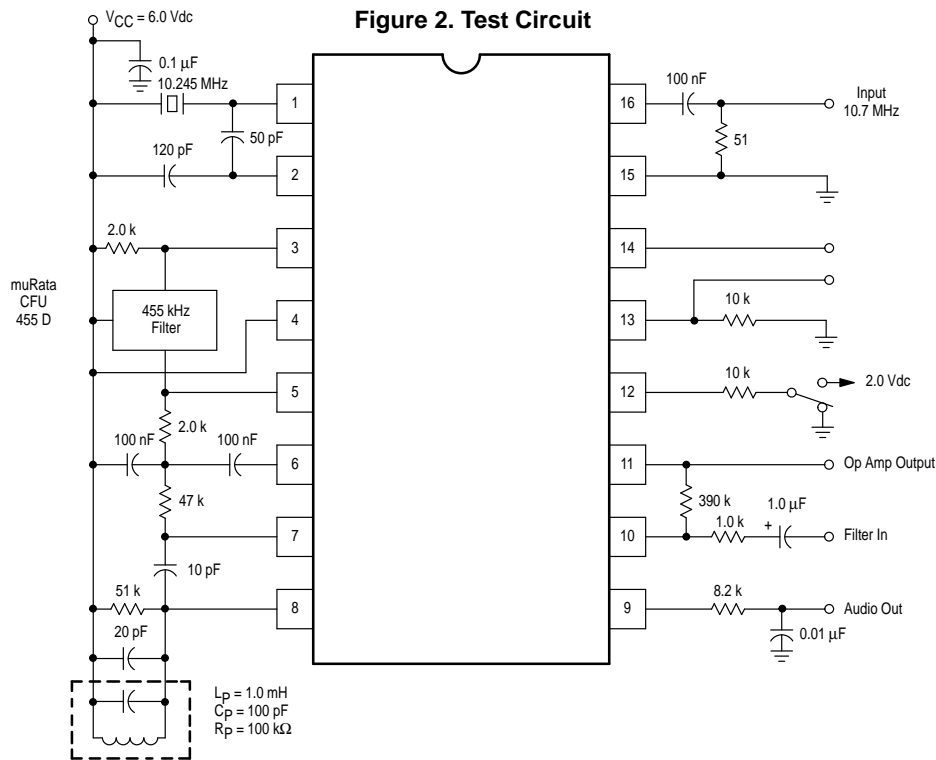 Figure 2. Test Circuit
VCC = 6.0 Vdc
0.1 µF
10.245 MHz
50 pF
120 pF
2.0 k
muRata
CFU
455 D
455 kHz
Filter
2.0 k
100 nF
100 nF
47 k
10 pF
51 k
20 pF
LP = 1.0 mH
CP = 100 pF
RP = 100 kΩ
1
2
3
4
5
6
7
8
16
15
14
13
12
11
10
9
100 nF
Input
10.7 MHz
51
10 k
10 k
2.0 Vdc
Op Amp Output
390 k
1.0 µF
1.0 k
+
Filter In
8.2 k
Audio Out
0.01 µF